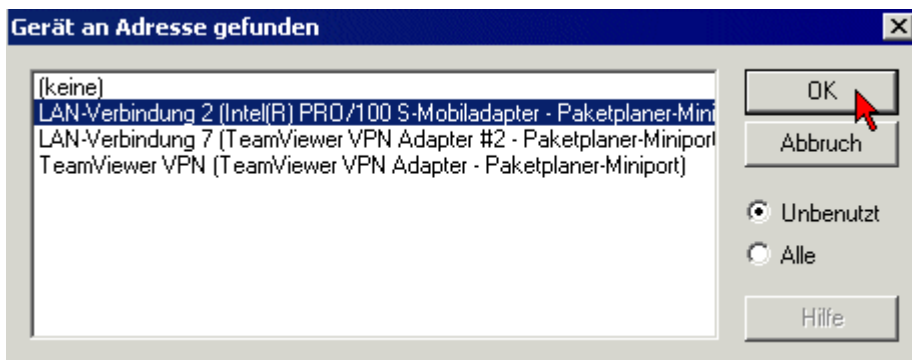 Gerät an Adresse gefunden
(keine)
LAN-Verbindung 2 (Intel(R) PRO/100 S-Mobiladapter - Paketplaner-Mini
LAN-Verbindung 7 (TeamViewer VPN Adapter #2 - Paketplaner-Miniport
TeamViewer VPN (TeamViewer VPN Adapter - Paketplaner-Miniport)
OK
Abbruch
Unbenutzt
Alle
Hilfe